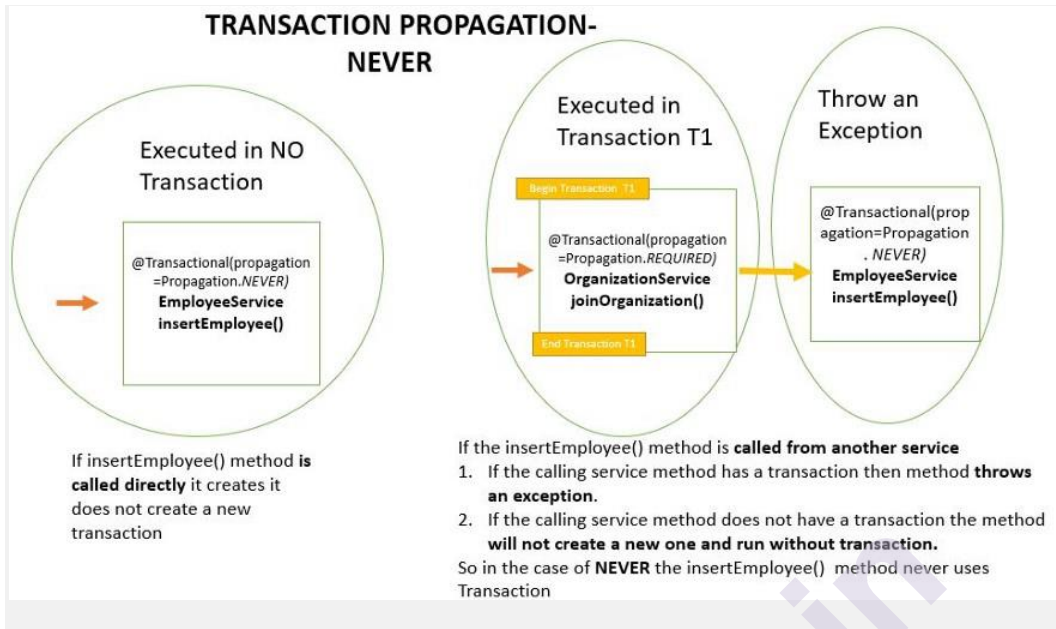 TRANSACTION PROPAGATION-
NEVER
Executed in NO
Transaction
@Transactional(propagation
=Propagation.NEVER)
EmployeeService
insertEmployee()
If insertEmployee() method is
called directly it creates it
does not create a new
transaction
Executed in
Transaction T1
Begin Transaction T1
@Transactional(propagation
=Propagation.REQUIRED)
OrganizationService
joinOrganization()
End Transaction T1
Throw an
Exception
@Transactional(prop
agation=Propagation
. NEVER)
EmployeeService
insertEmployee()
If the insertEmployee() method is called from another service
1. If the calling service method has a transaction then method throws
an exception.
2. If the calling service method does not have a transaction the method
will not create a new one and run without transaction.
So in the case of NEVER the insertEmployee() method never uses
Transaction
in